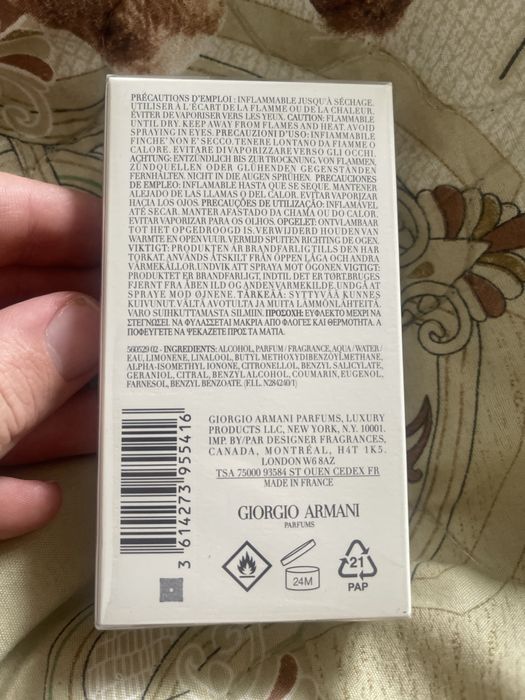 PRÉCAUTIONS D'EMPLOI : INFLAMMABLE JUSQU'À SÉCHAGE.
UTILISER À L'ÉCART DE LA FLAMME OU DE LA CHALEUR.
ÉVITER DE VAPORISER VERS LES YEUX. CAUTION: FLAMMABLE
UNTIL DRY. KEEP AWAY FROM FLAMES AND HEAT. AVOID
SPRAYING IN EYES. PRECAUZIONI D'USO: INFIAMMABILE
FINCHE' NON E' SECCO. TENERE LONTANO DA FIAMME O
CALORE. EVITARE DI VAPORIZZARE VERSO GLI OCCHI.
ACHTUNG: ENTZÜNDLICH BIS ZUR TROCKNUNG. VON FLAMMEN,
ZÜNDQUELLEN ODER GLÜHENDEN GEGENSTÄNDEN
FERNHALTEN. NICHT IN DIE AUGEN SPRÜHEN. PRECAUCIONES
DE EMPLEO: INFLAMABLE HASTA QUE SE SEQUE. MANTENER
ALEJADO DE LAS LLAMAS O DEL CALOR. EVITAR VAPORIZAR
HACIA LOS OJOS. PRECAUÇÕES DE UTILIZAÇÃO: INFLAMÁVEL
ATÉ SECAR. MANTER AFASTADO DA CHAMA OU DO CALOR.
EVITAR VAPORIZAR PARA OS OLHOS. OPGELET: ONTVLAMBAAR
TOT HET OPGEDROOGD IS. VERWIJDERD HOUDEN VAN
WARMTE EN OPEN VUUR. VERMIJD SPUITEN RICHTING DE OGEN.
VIKTIGT: PRODUKTEN ÄR BRANDFARLIG TILLS DEN HAR
TORKAT. ANVÄNDS ÅTSKILT FRÅN ÖPPEN LÅGA OCH ANDRA
VÄRMEKÄLLOR. UNDVIK ATT SPRAYA MOT ÖGONEN. VIGTIGT:
PRODUKTET ER BRANDFARLIGT, INDTIL DET ER TØRT. BRUGES
FJERNT FRA ÅBEN ILD OG ANDEN VARMEKILDE. UNDGÅ AT
SPRAYE MOD ØJNENE. TÄRKEÄÄ: SYTTYVÄÄ KUNNES
KUIVUNUT. VÄLTÄ AVOTULTA JA MUITA LÄMMÖNLÄHTEITÄ.
VARO SUIHKUTTAMASTA SILMIIN. ΠΡΟΣΟΧΗ: ΕΥΦΛΕΚΤΟ ΜΕΧΡΙ ΝΑ
ΣΤΕΓΝΩΣΕΙ. ΝΑ ΦΥΛΑΣΣΕΤΑΙ ΜΑΚΡΙΑ ΑΠΟ ΦΛΟΓΕΣ ΚΑΙ ΘΕΡΜΟΤΗΤΑ. Α
ΠΟΦΕΥΓΕΤΕ ΝΑ ΨΕΚΑΖΕΤΕ ΠΡΟΣ ΤΑ ΜΑΤΙΑ.
560529 02 - INGREDIENTS: ALCOHOL, PARFUM / FRAGRANCE, AQUA / WATER /
EAU, LIMONENE, LINALOOL, BUTYL METHOXYDIBENZOYLMETHANE,
ALPHA-ISOMETHYL IONONE, CITRONELLOL, BENZYL SALICYLATE,
GERANIOL, CITRAL, BENZYL ALCOHOL, COUMARIN, EUGENOL,
FARNESOL, BENZYL BENZOATE. (F.I.L. N284240/1)
GIORGIO ARMANI PARFUMS, LUXURY
PRODUCTS LLC, NEW YORK, N.Y. 10001.
IMP. BY/PAR DESIGNER FRAGRANCES,
CANADA, MONTRÉAL, H4T 1K5.
LONDON W6 8AZ
TSA 75000 93584 ST OUEN CEDEX FR
MADE IN FRANCE
GIORGIO ARMANI
PARFUMS
3 614273 955416
24M
21
PAP